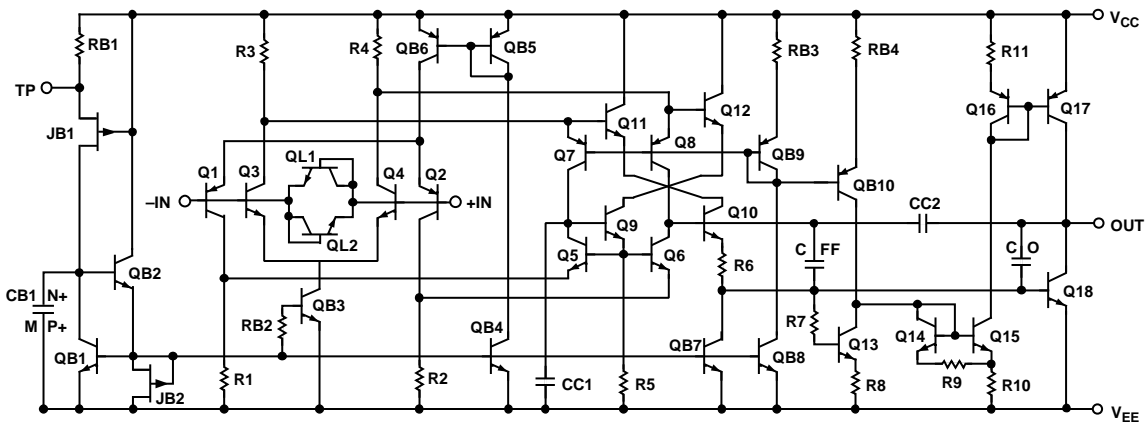 VCC
RB1
R3
R4
QB6
QB5
RB3
RB4
R11
TP
Q12
Q16
Q17
JB1
Q11
Q7
Q8
QB9
QL1
Q1
Q3
Q4
Q2
QB10
–IN
+IN
CC2
QL2
Q9
Q10
OUT
Q5
Q6
R6
C FF
C O
QB2
CB1 N+
M P+
QB3
RB2
R7
Q18
Q14
Q15
Q13
QB1
QB4
QB7
QB8
R9
JB2
R1
R2
CC1
R5
R8
R10
VEE